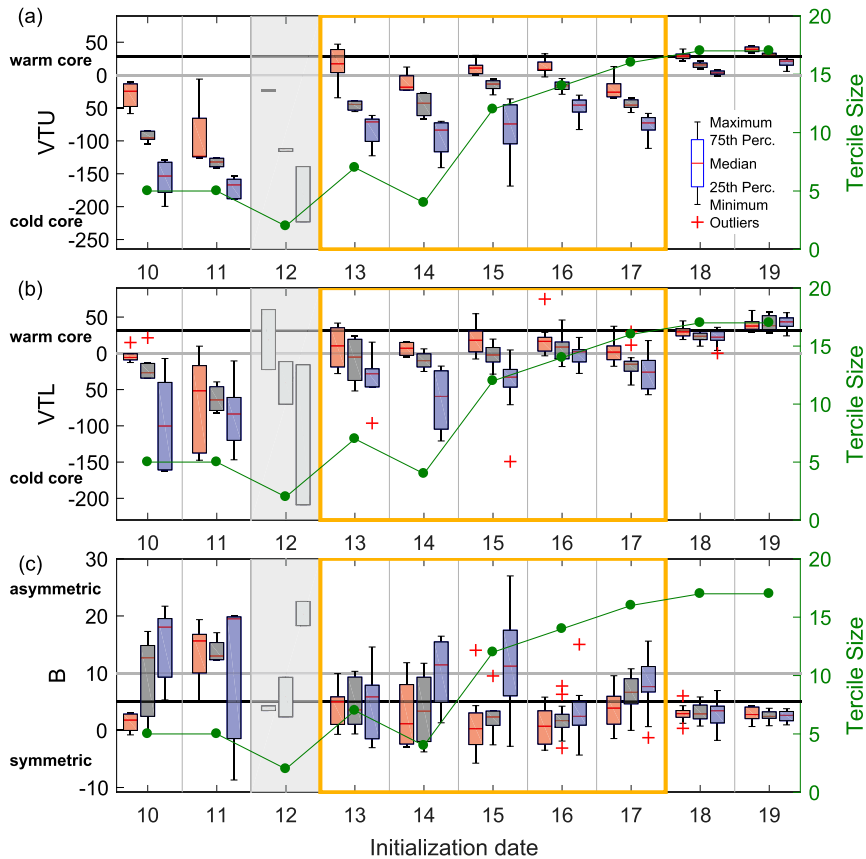 (a)
warm core
cold core
VTU
50
0
-50
-100
-150
-200
-250
20
15
10
5
0
Tercile Size
Maximum
75th Perc.
Median
25th Perc.
Minimum
Outliers
10 11 12 13 14 15 16 17 18 19
(b)
warm core
cold core
VTL
50
0
-50
-100
-150
-200
20
15
10
5
0
Tercile Size
10 11 12 13 14 15 16 17 18 19
(c)
asymmetric
symmetric
B
30
20
10
0
-10
20
15
10
5
0
Tercile Size
10 11 12 13 14 15 16 17 18 19
Initialization date